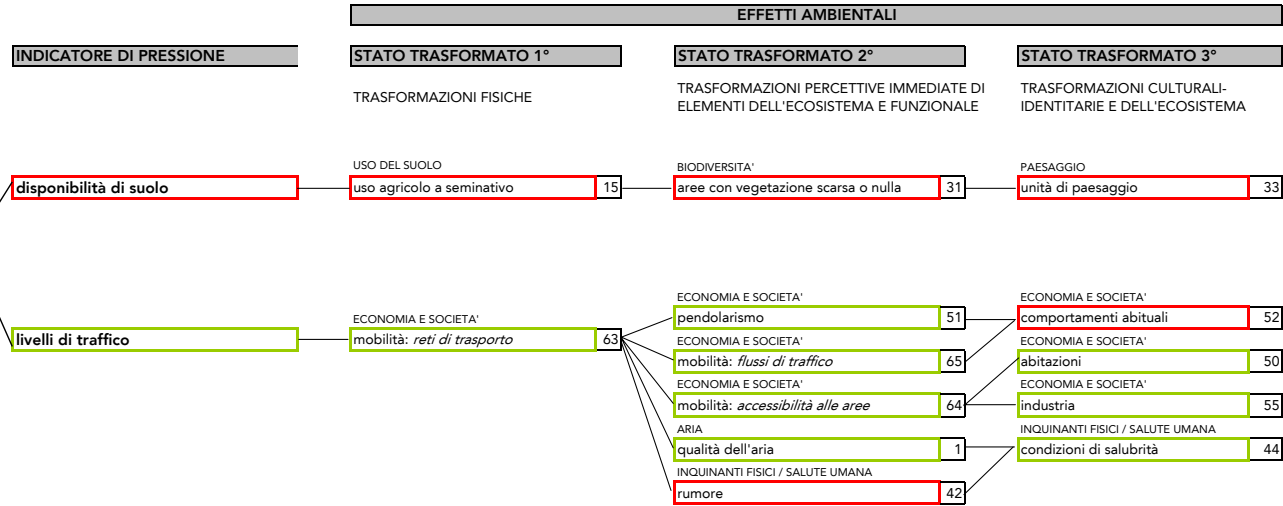 EFFETTI AMBIENTALI
INDICATORE DI PRESSIONE
STATO TRASFORMATO 1°
STATO TRASFORMATO 2°
STATO TRASFORMATO 3°
TRASFORMAZIONI FISICHE
TRASFORMAZIONI PERCETTIVE IMMEDIATE DI
ELEMENTI DELL'ECOSISTEMA E FUNZIONALE
TRASFORMAZIONI CULTURALI-
IDENTITARIE E DELL'ECOSISTEMA
USO DEL SUOLO
BIODIVERSITA'
PAESAGGIO
disponibilità di suolo
uso agricolo a seminativo 15
aree con vegetazione scarsa o nulla 31
unità di paesaggio 33
livelli di traffico
ECONOMIA E SOCIETA'
mobilità: reti di trasporto 63
ECONOMIA E SOCIETA'
pendolarismo 51
ECONOMIA E SOCIETA'
mobilità: flussi di traffico 65
ECONOMIA E SOCIETA'
mobilità: accessibilità alle aree 64
ARIA
qualità dell'aria 1
INQUINANTI FISICI / SALUTE UMANA
rumore 42
ECONOMIA E SOCIETA'
comportamenti abituali 52
ECONOMIA E SOCIETA'
abitazioni 50
ECONOMIA E SOCIETA'
industria 55
INQUINANTI FISICI / SALUTE UMANA
condizioni di salubrità 44